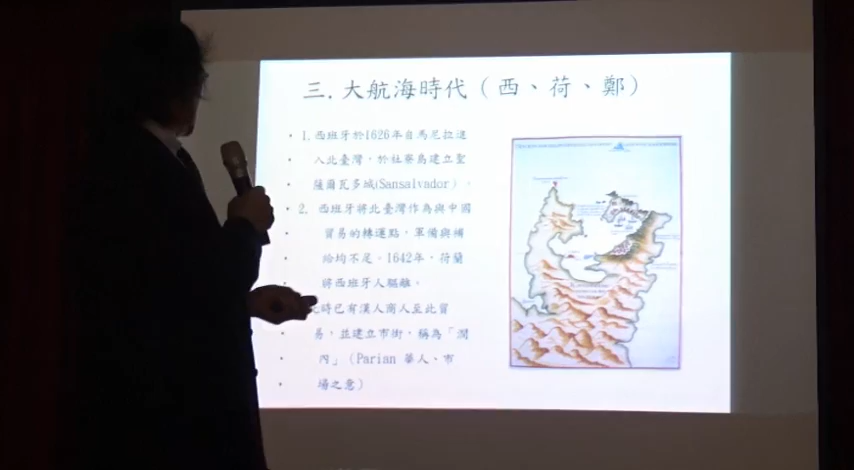 三.大航海時代（西、荷、鄭）
• 1.西班牙於1626年自馬尼拉進
• 入北臺灣，於社寮島建立聖
• 薩爾瓦多城(Sansalvador)。
• 2. 西班牙將北臺灣作為與中國
• 貿易的轉運點，軍備與補
• 給均不足。1642年，荷蘭
將西班牙人驅離。
時已有漢人商人至此貿
• 易，並建立市街，稱為「澗
• 內」（Parian 華人、市
• 場之意）